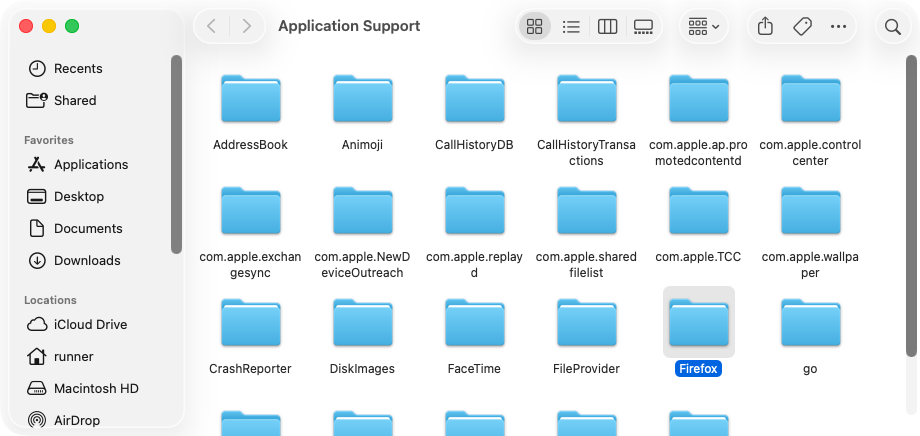 Application Support
Recents
Shared
Favorites
Applications
Desktop
Documents
Downloads
Locations
iCloud Drive
runner
Macintosh HD
AirDrop
AddressBook
Animoji
CallHistoryDB
CallHistoryTransa
ctions
com.apple.ap.pro
motedcontentd
com.apple.control
center
com.apple.exchan
gesync
com.apple.NewD
eviceOutreach
com.apple.replay
d
com.apple.shared
filelist
com.apple.TCC
com.apple.wallpa
per
CrashReporter
DiskImages
FaceTime
FileProvider
Firefox
go